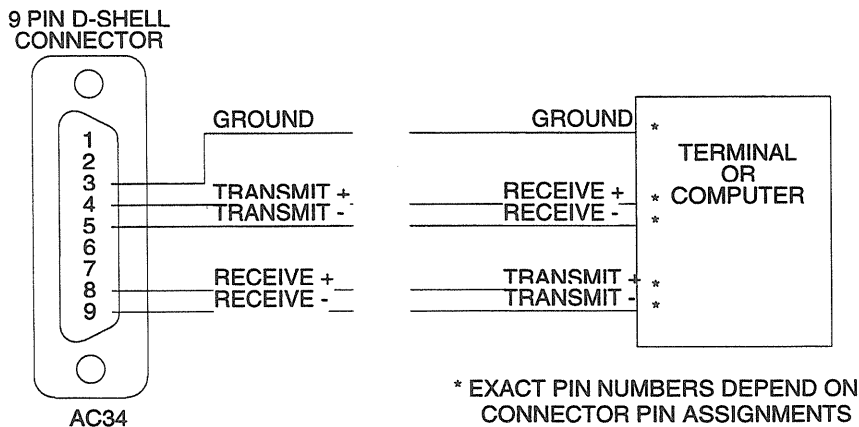 9 PIN D-SHELL
CONNECTOR
1
2
3
4
5
6
7
8
9
GROUND
TRANSMIT +
TRANSMIT -
RECEIVE +
RECEIVE -
AC34
GROUND
RECEIVE +
RECEIVE -
TRANSMIT +
TRANSMIT -
*
*
*
*
*
TERMINAL
OR
COMPUTER
* EXACT PIN NUMBERS DEPEND ON
CONNECTOR PIN ASSIGNMENTS